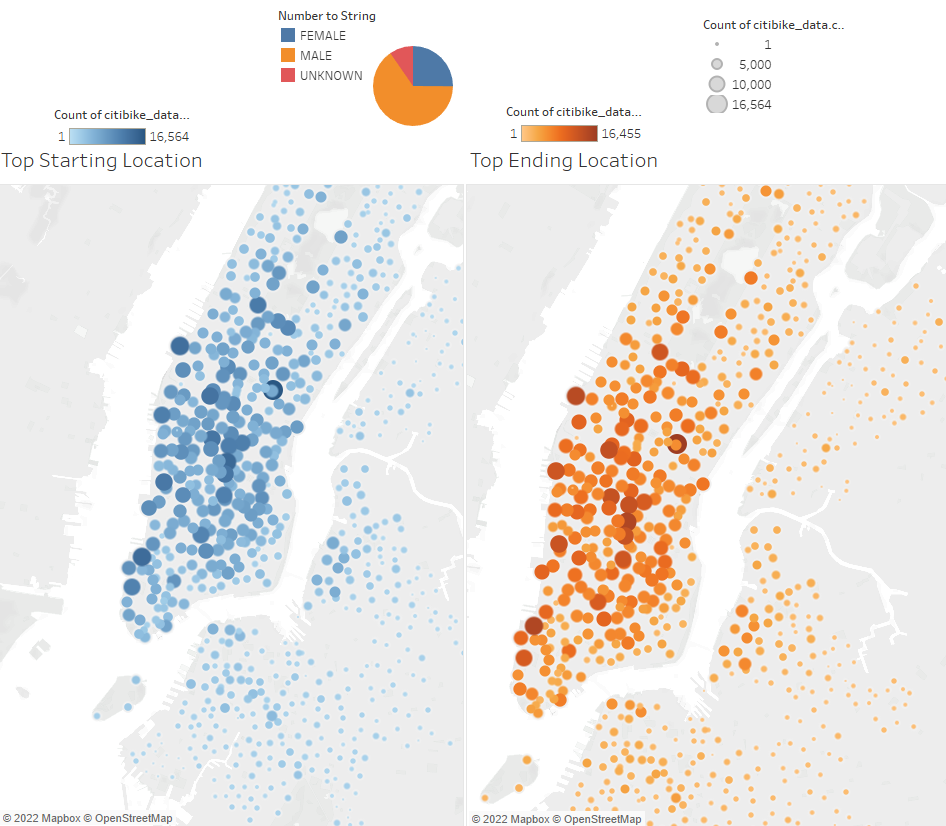 Number to String
FEMALE
MALE
UNKNOWN
Count of citibike_data.c..
1
5,000
10,000
16,564
Count of citibike_data...
1 16,564
Count of citibike_data...
1 16,455
Top Starting Location
Top Ending Location
© 2022 Mapbox © OpenStreetMap
© 2022 Mapbox © OpenStreetMap